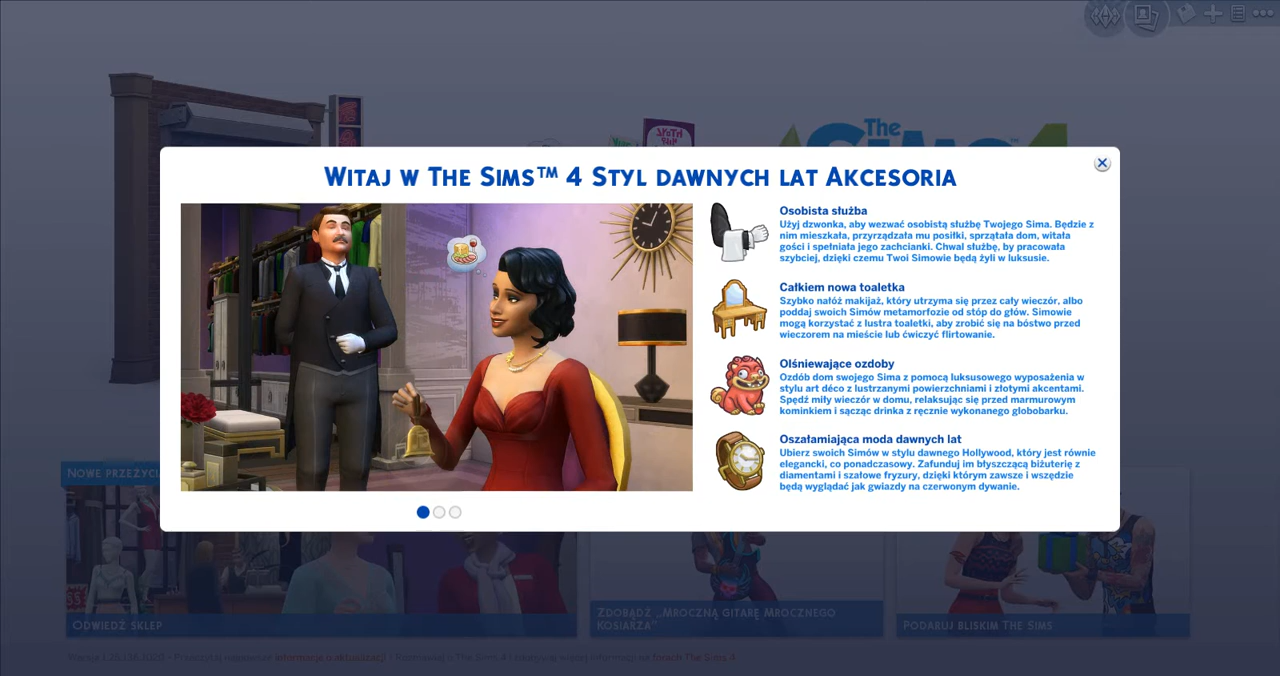 The
Witaj w The Sims™ 4 Styl dawnych lat Akcesoria
Osobista służba
Użyj dzwonka, aby wezwać osobistą służbę Twojego Sima. Będzie z
nim mieszkała, przyrządzała mu posiłki, sprzątała dom, witała
gości i spełniała jego zachcianki. Chwal służbę, by pracowała
szybciej, dzięki czemu Twoi Simowie będą żyli w luksusie.
Całkiem nowa toaletka
Szybko nałóż makijaż, który utrzyma się przez cały wieczór, albo
poddaj swoich Simów metamorfozie od stóp do głów. Simowie
mogą korzystać z lustra toaletki, aby zrobić się na bóstwo przed
wieczorem na mieście lub ćwiczyć flirtowanie.
Olśniewające ozdoby
Ozdób dom swojego Sima z pomocą luksusowego wyposażenia w
stylu art déco z lustrzanymi powierzchniami i złotymi akcentami.
Spędź miły wieczór w domu, relaksując się przed marmurowym
kominkiem i sącząc drinka z ręcznie wykonanego globobarku.
Oszałamiająca moda dawnych lat
Ubierz swoich Simów w stylu dawnego Hollywood, który jest równie
elegancki, co ponadczasowy. Zafunduj im błyszczącą biżuterię z
diamentami i szałowe fryzury, dzięki którym zawsze i wszędzie
będą wyglądać jak gwiazdy na czerwonym dywanie.
Nowe przeżycia
Odwiedź sklep
Zdobądź „Mroczną gitarę Mrocznego
Kosiarza”
Podaruj bliskim The Sims